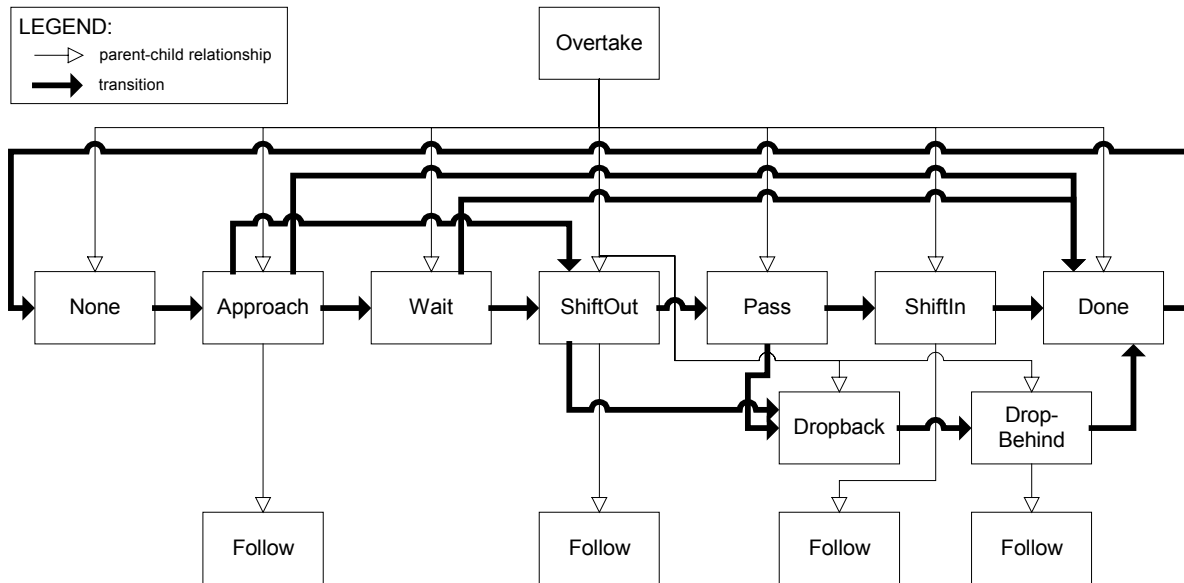 LEGEND:
parent-child relationship
transition
Overtake
None
Approach
Wait
ShiftOut
Pass
ShiftIn
Done
Dropback
Drop-
Behind
Follow
Follow
Follow
Follow